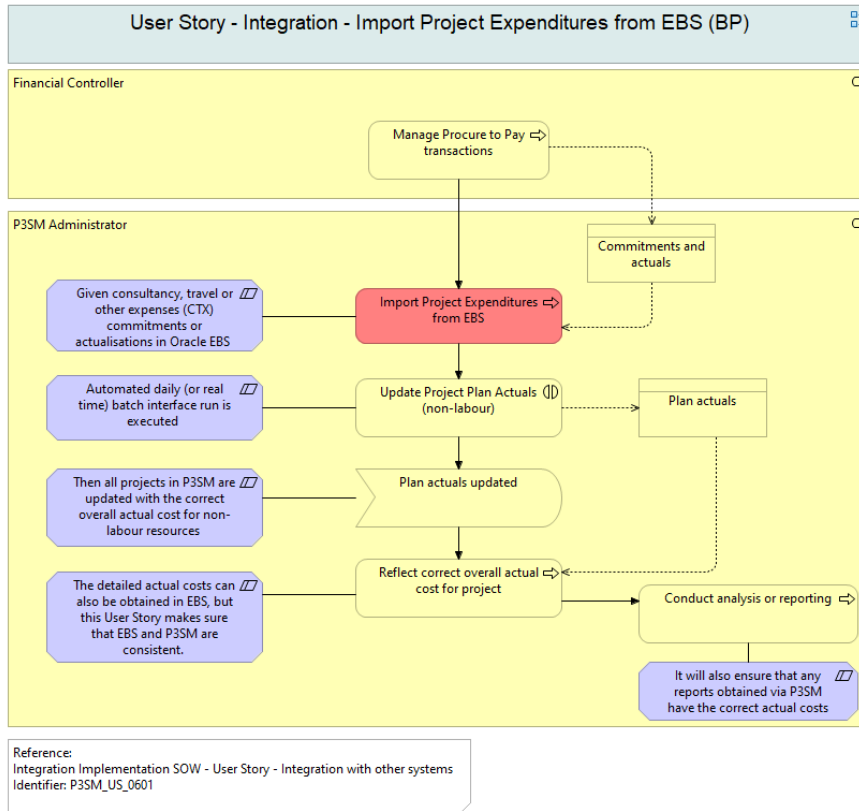 User Story - Integration - Import Project Expenditures from EBS (BP)
Financial Controller
Manage Procure to Pay
transactions
P3SM Administrator
Commitments and
actuals
Given consultancy, travel or
other expenses (CTX)
commitments or
actualisations in Oracle EBS
Import Project Expenditures
from EBS
Automated daily (or real
time) batch interface run is
executed
Update Project Plan Actuals
(non-labour)
Plan actuals
Then all projects in P3SM are
updated with the correct
overall actual cost for non-
labour resources
Plan actuals updated
The detailed actual costs can
also be obtained in EBS, but
this User Story makes sure
that EBS and P3SM are
consistent.
Reflect correct overall actual
cost for project
Conduct analysis or reporting
It will also ensure that any
reports obtained via P3SM
have the correct actual costs
Reference:
Integration Implementation SOW - User Story - Integration with other systems
Identifier: P3SM_US_0601